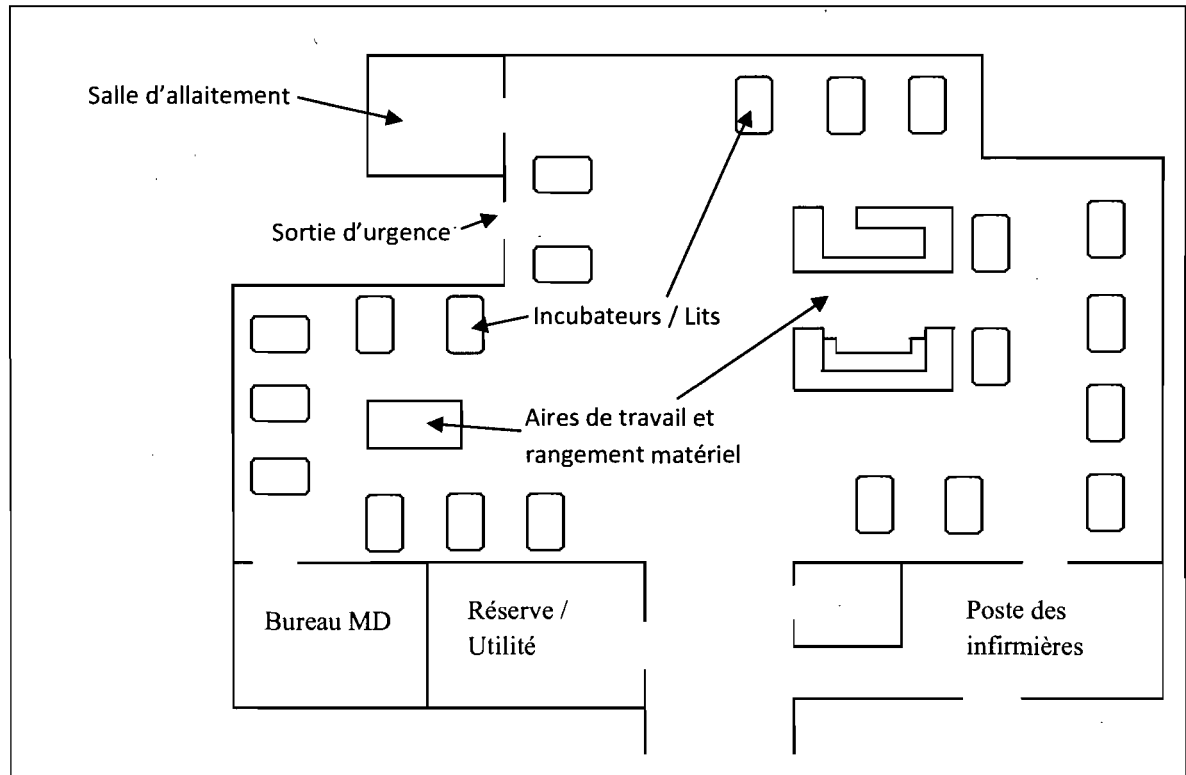 Salle d'allaitement
Sortie d'urgence
Incubateurs / Lits
Aires de travail et
rangement matériel
Bureau MD
Réserve /
Utilité
Poste des
infirmières